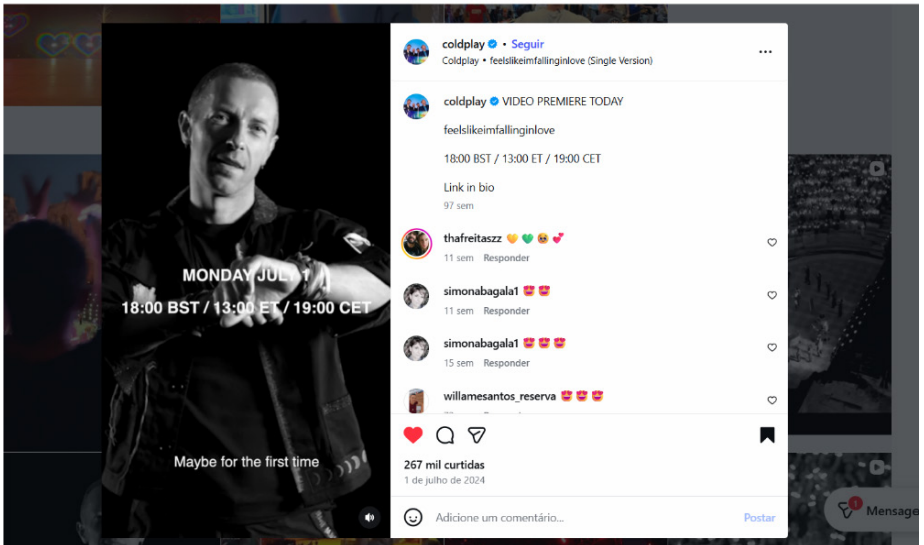 coldplay • Seguir
Coldplay • feelslikeimfallinginlove (Single Version)
coldplay VIDEO PREMIERE TODAY
feelslikeimfallinginlove
18:00 BST / 13:00 ET / 19:00 CET
Link in bio
97 sem
thafreitaszz 🧡 💚 🥹 💕
11 sem Responder
simonabagala1 😍 😍
11 sem Responder
simonabagala1 😍 😍 😍
15 sem Responder
willamesantos_reserva 😍 😍 😍
267 mil curtidas
1 de julho de 2024
Adicione um comentário...
Postar
MONDAY JULY 1
18:00 BST / 13:00 ET / 19:00 CET
Maybe for the first time
1
Mensage